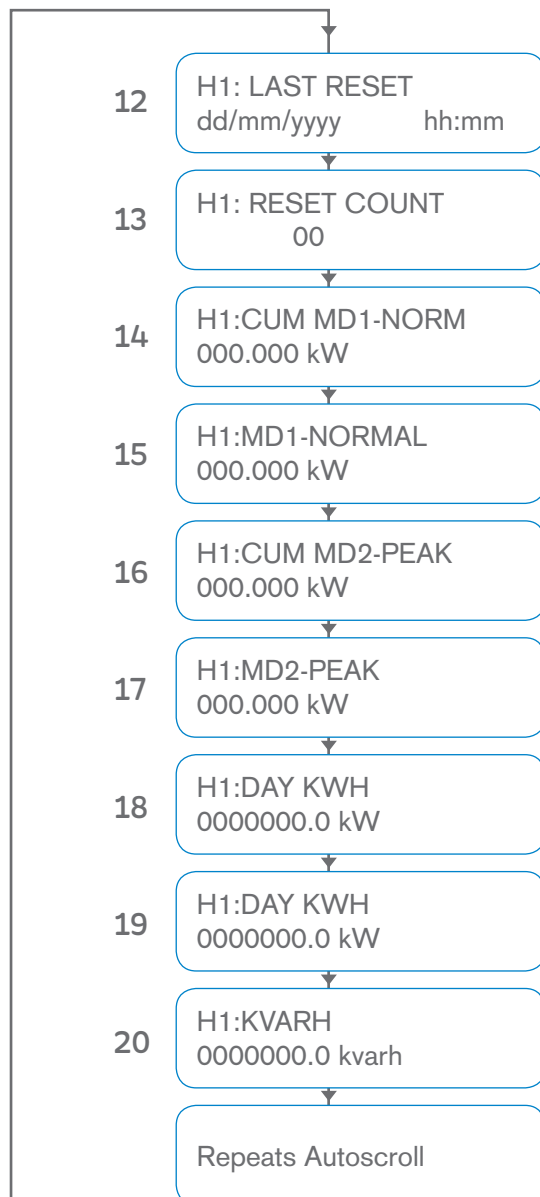 12
H1: LAST RESET
dd/mm/yyyy hh:mm
13
H1: RESET COUNT
00
14
H1:CUM MD1-NORM
000.000 kW
15
H1:MD1-NORMAL
000.000 kW
16
H1:CUM MD2-PEAK
000.000 kW
17
H1:MD2-PEAK
000.000 kW
18
H1:DAY KWH
0000000.0 kW
19
H1:DAY KWH
0000000.0 kW
20
H1:KVARH
0000000.0 kvarh
Repeats Autoscroll